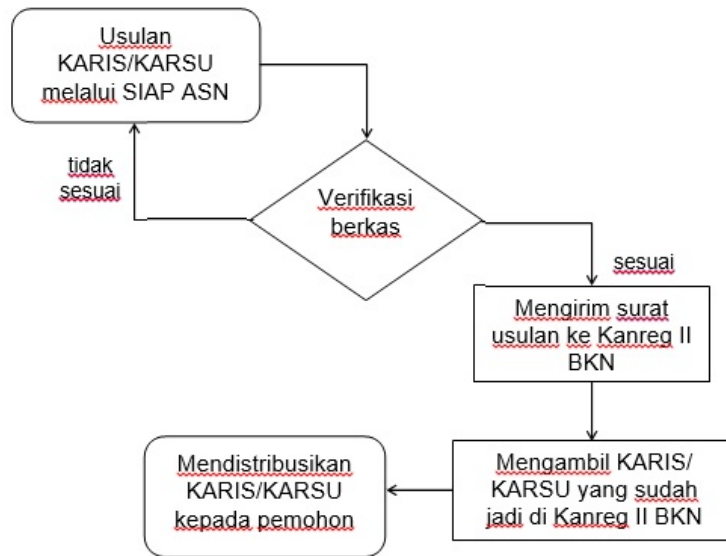 Usulan
KARIS/KARSU
melalui SIAP ASN
tidak
sesuai
Verifikasi
berkas
sesuai
Mengirim surat
usulan ke Kanreg II
BKN
Mengambil KARIS/
KARSU yang sudah
jadi di Kanreg II BKN
Mendistribusikan
KARIS/KARSU
kepada pemohon